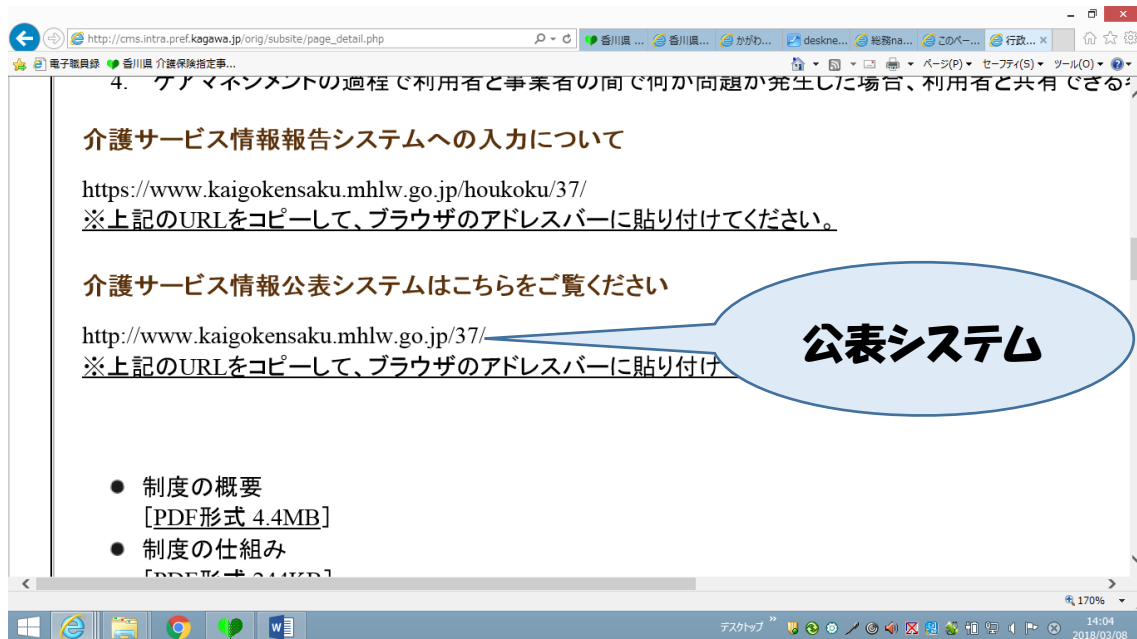 http://cms.intra.pref.kagawa.jp/orig/subsite/page_detail.php
香川県 ...
香川県...
かがわ...
deskne...
総務na...
このペー...
行政...
電子職員録
香川県 介護保険指定事...
ページ(P)
セーフティ(S)
ツール(O)
4. ケアマネジメントの過程で利用者と事業者の間で何か問題が発生した場合、利用者と共有できる
介護サービス情報報告システムへの入力について
https://www.kaigokensaku.mhlw.go.jp/houkoku/37/
※上記のURLをコピーして、ブラウザのアドレスバーに貼り付けてください。
介護サービス情報公表システムはこちらをご覧ください
http://www.kaigokensaku.mhlw.go.jp/37/
公表システム
※上記のURLをコピーして、ブラウザのアドレスバーに貼り付け
● 制度の概要
[PDF形式 4.4MB]
● 制度の仕組み
[PDF形式 244KB]
170%
デスクトップ
14:04
2018/03/08